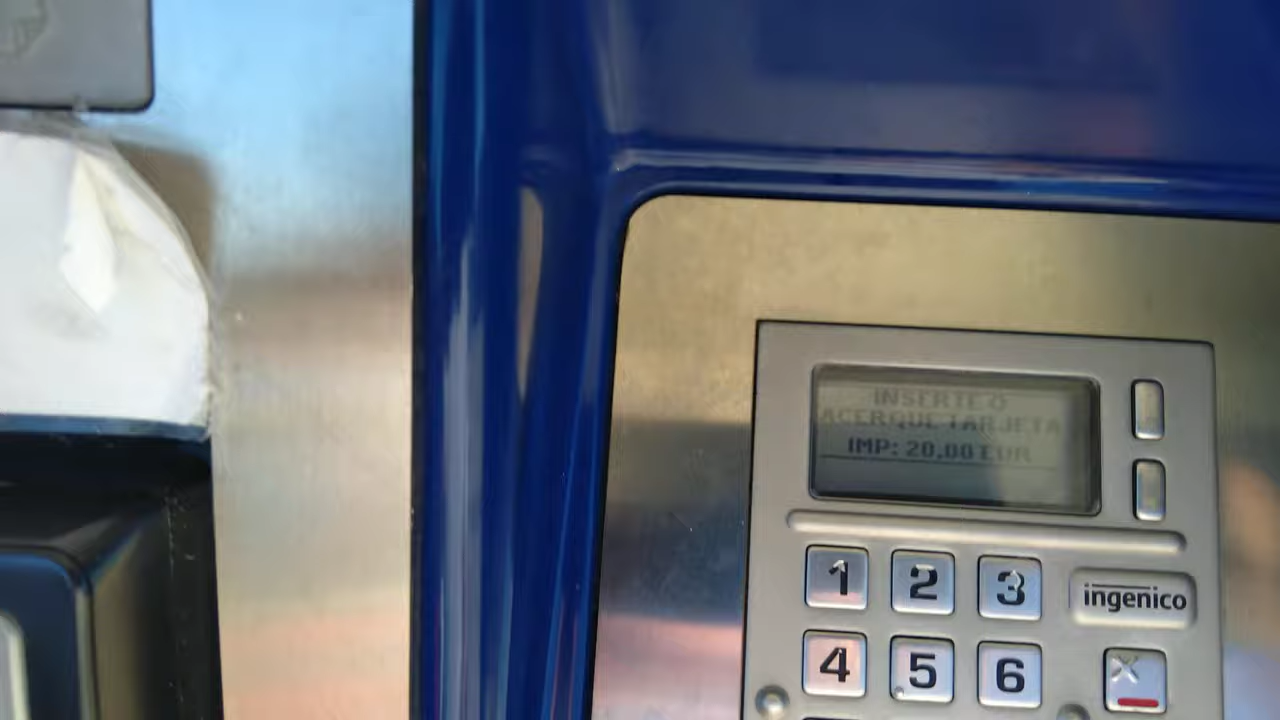 INSERTE O
ACERQUE TARJETA
IMP: 20,00 EUR
1 2 3
ingenico
4 5 6
X